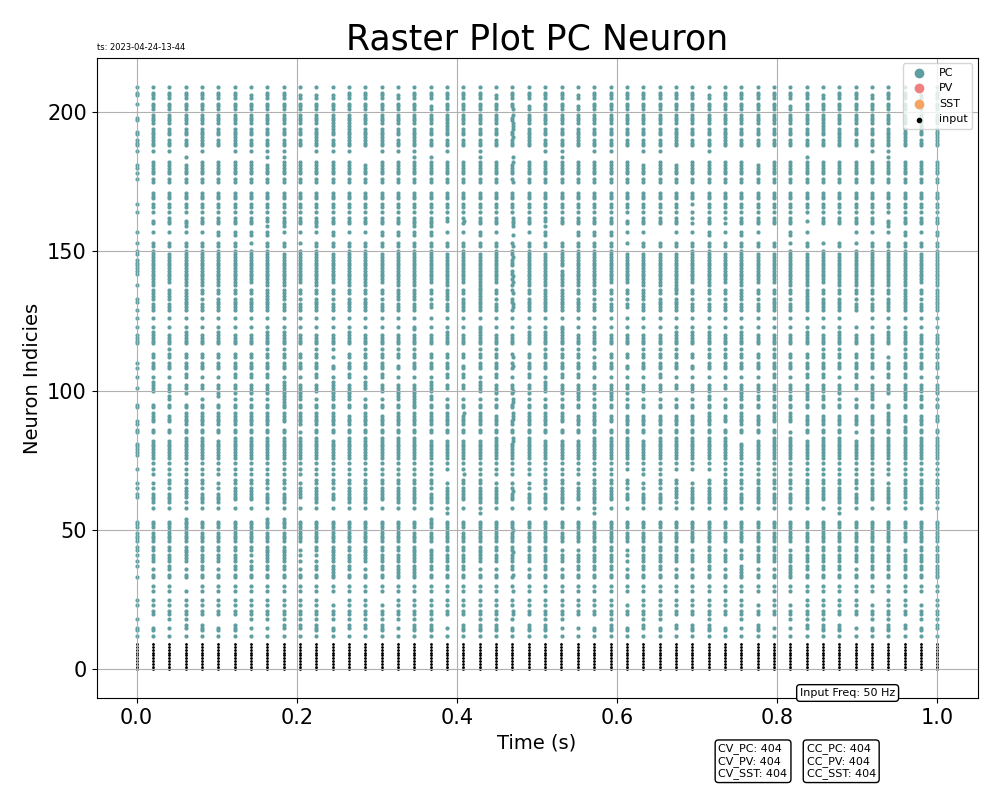 Raster Plot PC Neuron
ts: 2023-04-24-13-44
PC
PV
SST
input
200
150
100
50
0
Neuron Indicies
0.0 0.2 0.4 0.6 0.8 1.0
Input Freq: 50 Hz
Time (s)
CV_PC: 404
CV_PV: 404
CV_SST: 404
CC_PC: 404
CC_PV: 404
CC_SST: 404